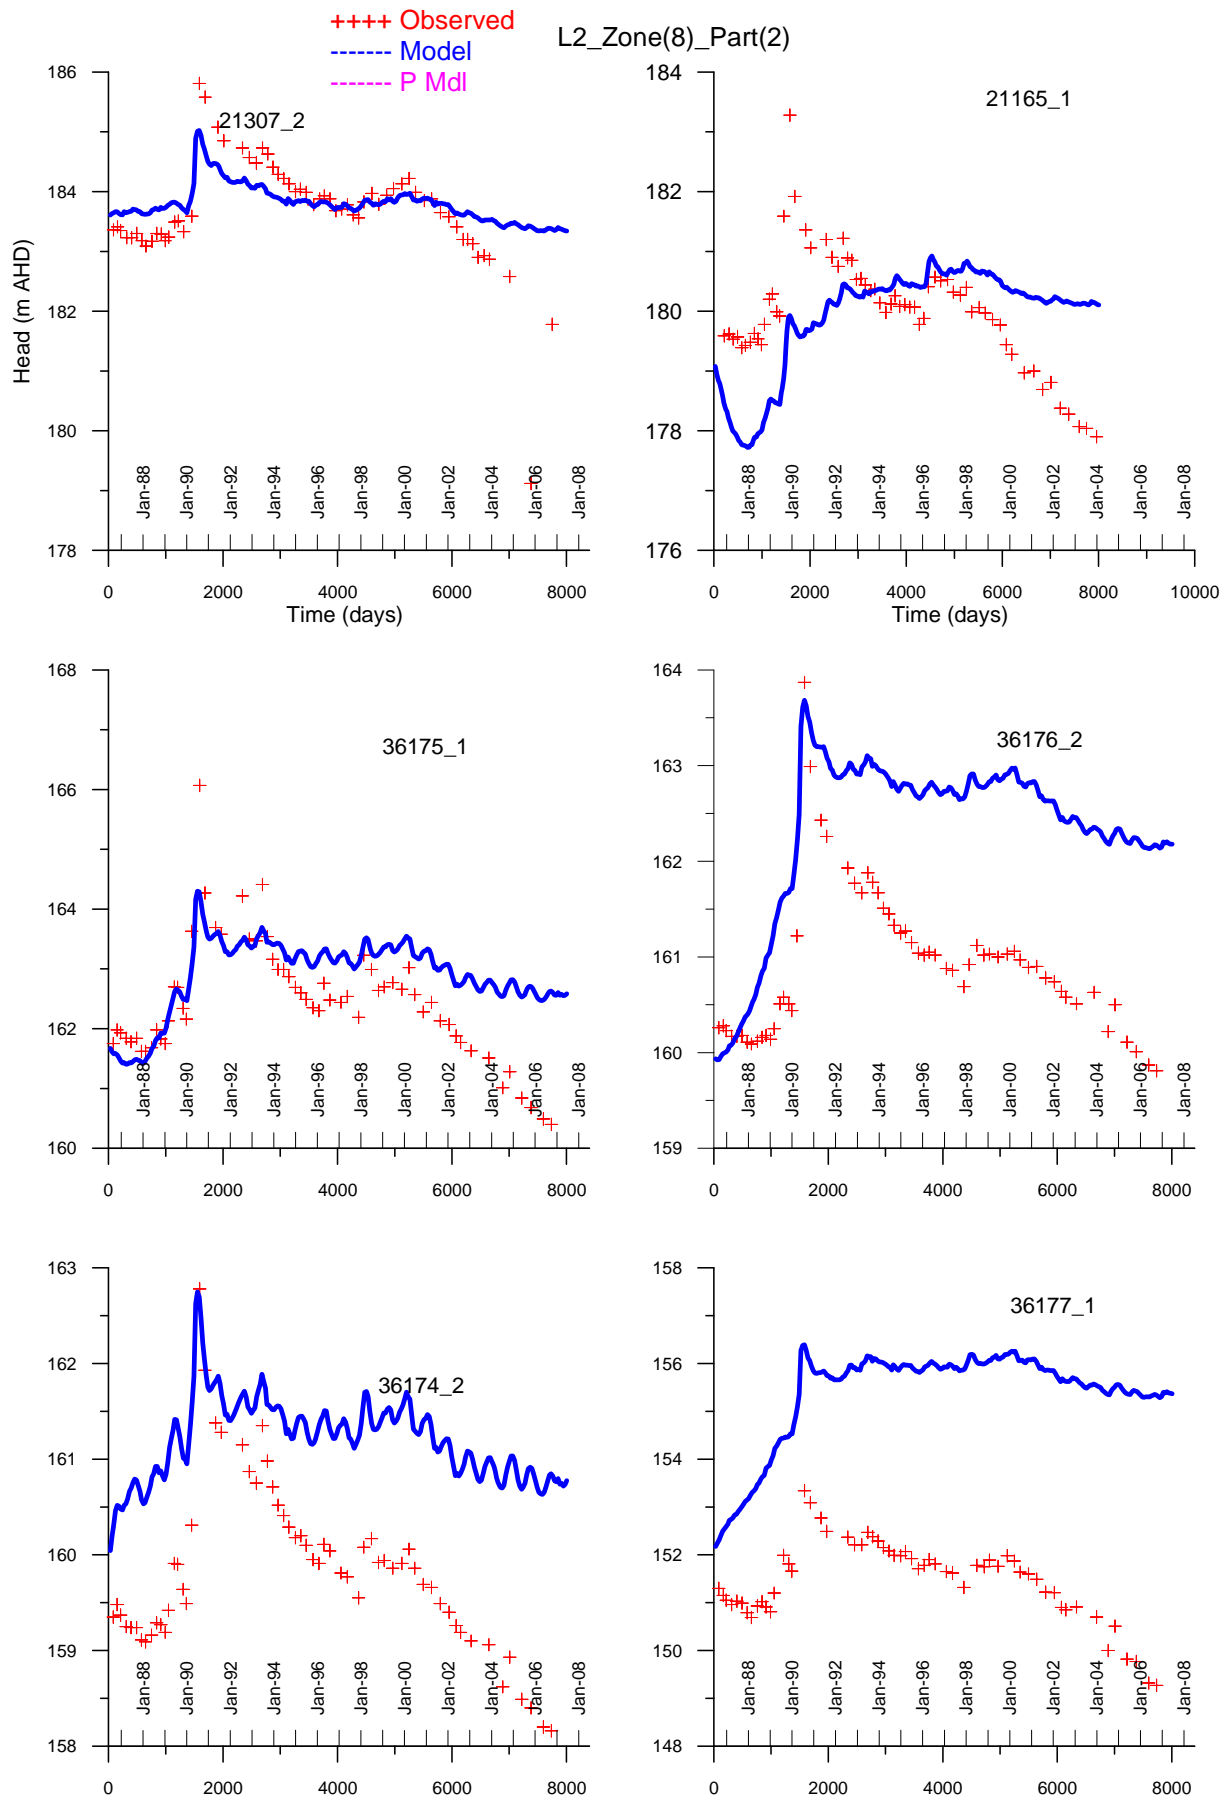 ++++ Observed
------- Model
------- P Mdl
L2_Zone(8)_Part(2)
186
184
182
180
178
Head (m AHD)
21307_2
Jan-88 Jan-90 Jan-92 Jan-94 Jan-96 Jan-98 Jan-00 Jan-02 Jan-04 Jan-06 Jan-08
0 2000 4000 6000 8000
Time (days)
184
182
180
178
176
21165_1
Jan-88 Jan-90 Jan-92 Jan-94 Jan-96 Jan-98 Jan-00 Jan-02 Jan-04 Jan-06 Jan-08
0 2000 4000 6000 8000 10000
Time (days)
168
166
164
162
160
36175_1
Jan-88 Jan-90 Jan-92 Jan-94 Jan-96 Jan-98 Jan-00 Jan-02 Jan-04 Jan-06 Jan-08
0 2000 4000 6000 8000
164
163
162
161
160
159
36176_2
Jan-88 Jan-90 Jan-92 Jan-94 Jan-96 Jan-98 Jan-00 Jan-02 Jan-04 Jan-06 Jan-08
0 2000 4000 6000 8000
163
162
161
160
159
158
36174_2
Jan-88 Jan-90 Jan-92 Jan-94 Jan-96 Jan-98 Jan-00 Jan-02 Jan-04 Jan-06 Jan-08
0 2000 4000 6000 8000
158
156
154
152
150
148
36177_1
Jan-88 Jan-90 Jan-92 Jan-94 Jan-96 Jan-98 Jan-00 Jan-02 Jan-04 Jan-06 Jan-08
0 2000 4000 6000 8000